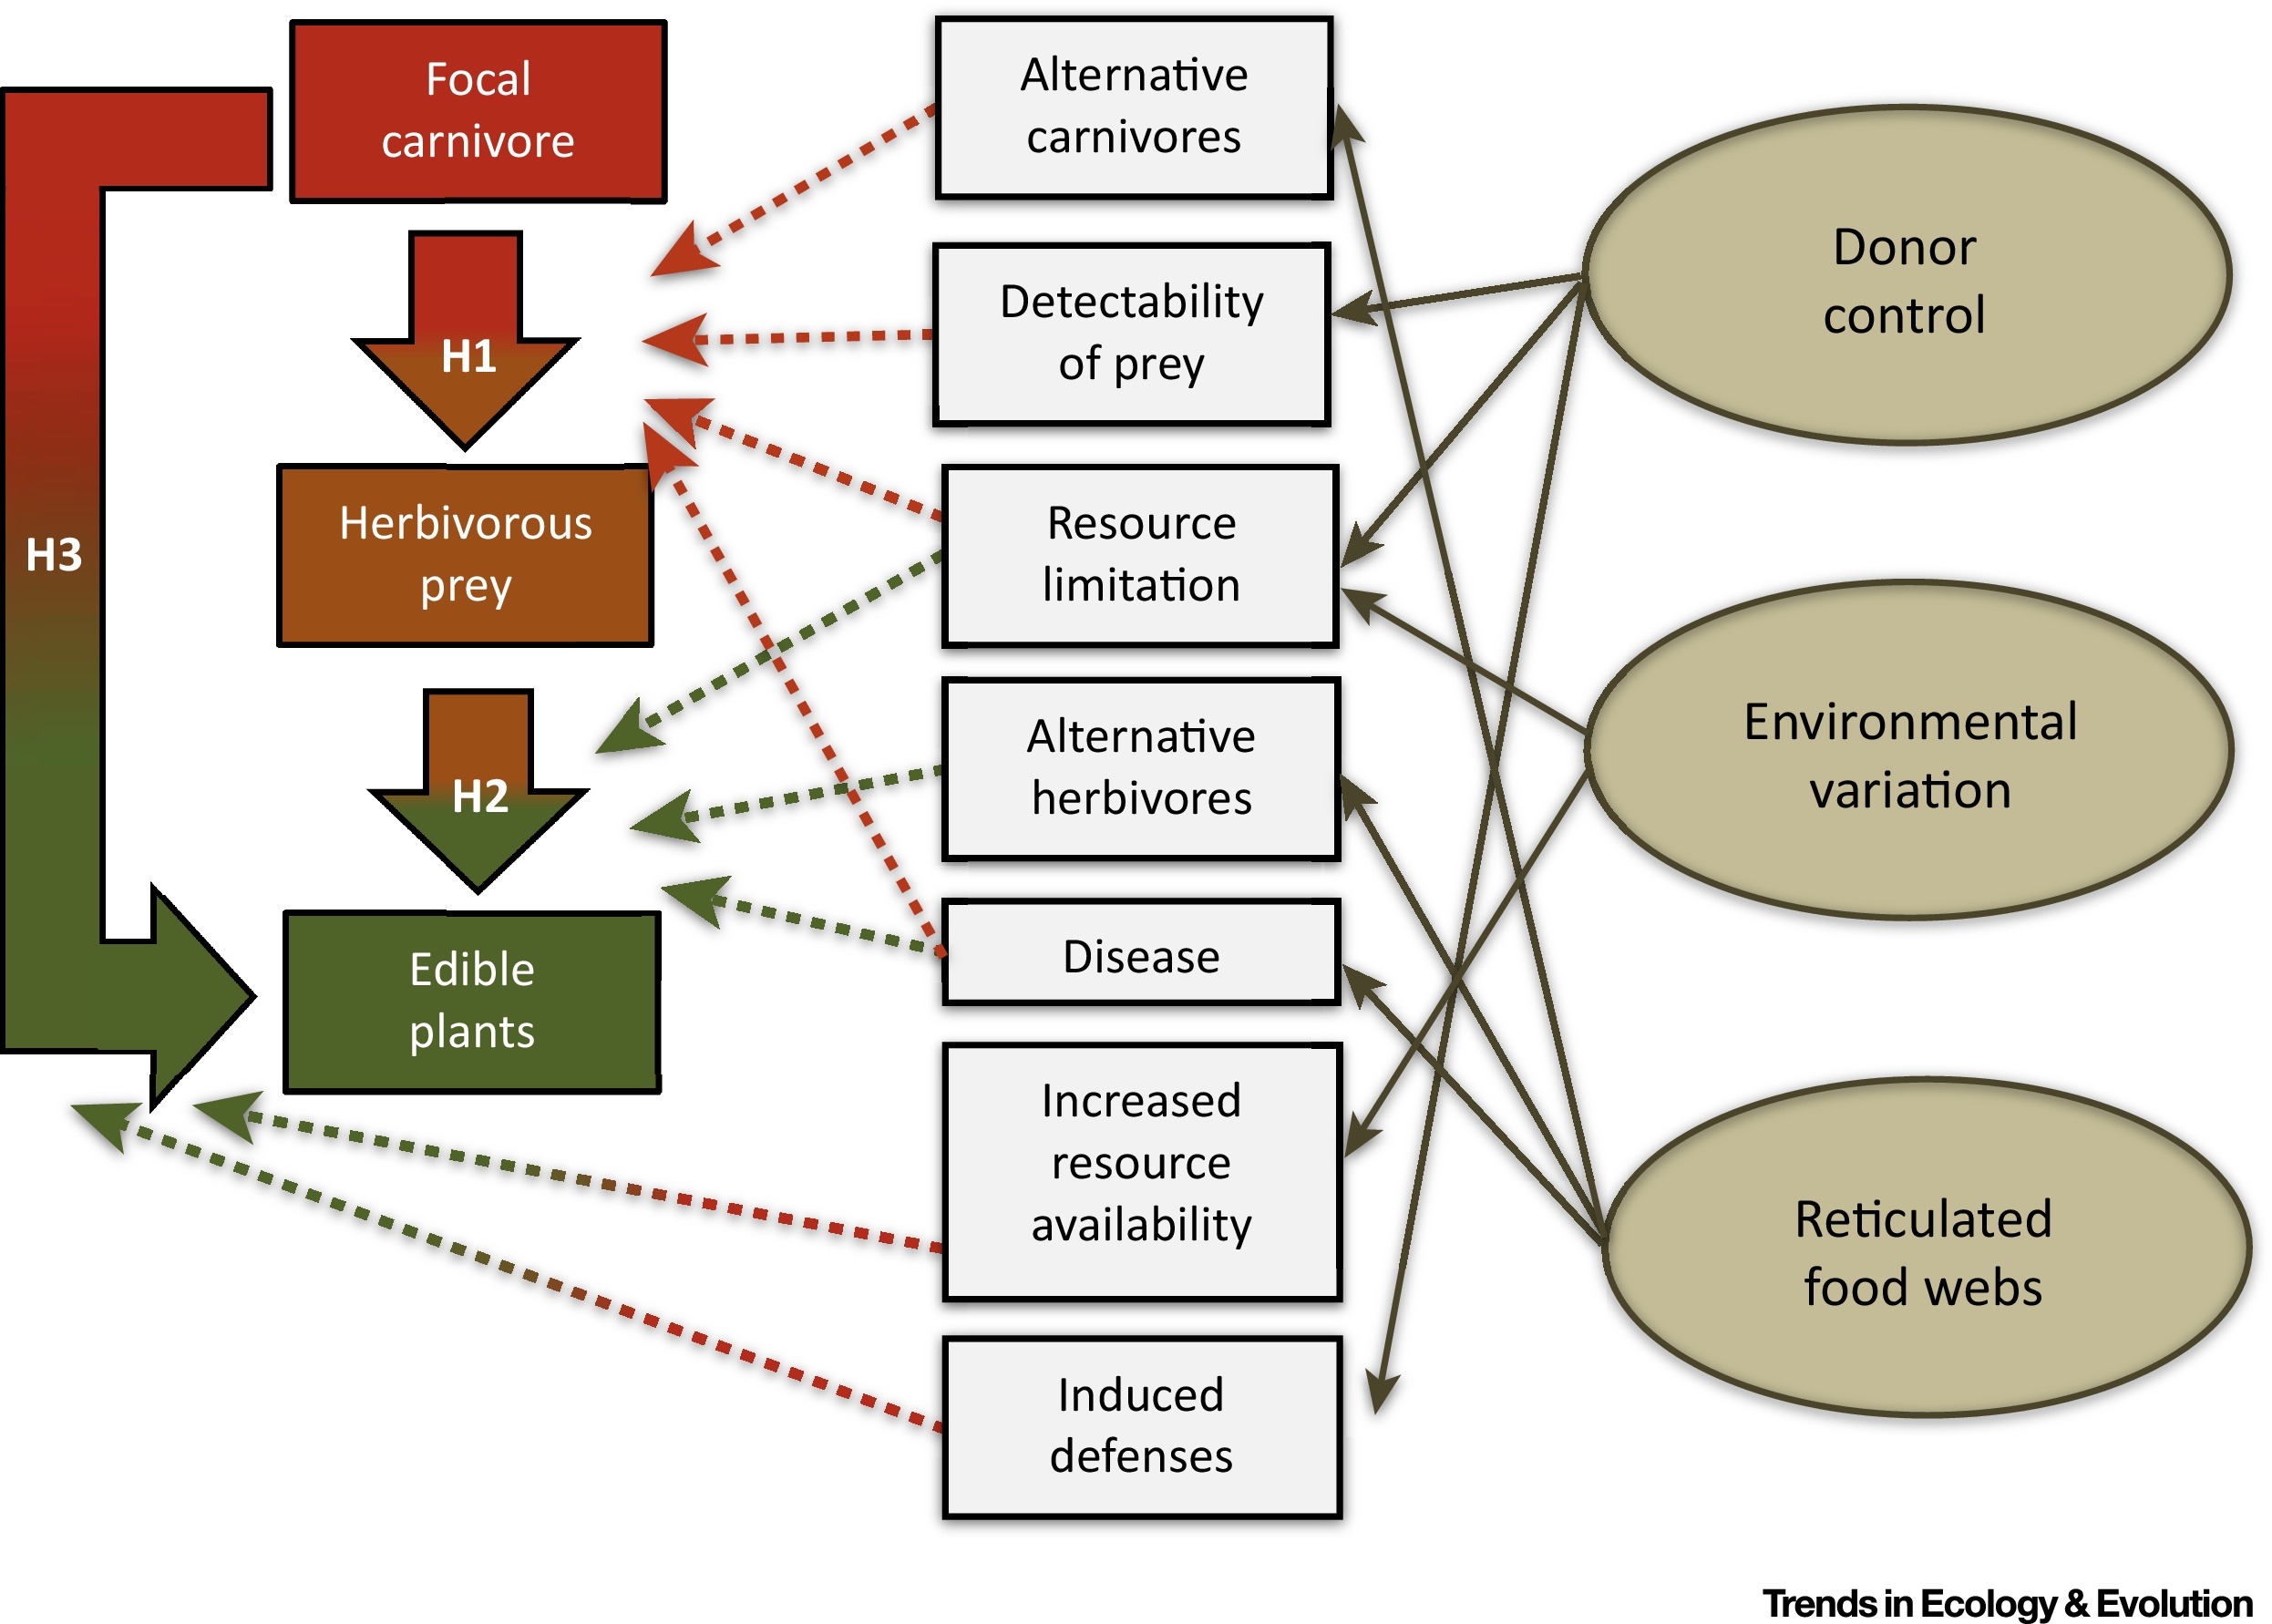 Focal
carnivore
H1
Herbivorous
prey
H3
H2
Edible
plants
Alternative
carnivores
Detectability
of prey
Resource
limitation
Alternative
herbivores
Disease
Increased
resource
availability
Induced
defenses
Donor
control
Environmental
variation
Reticulated
food webs
Trends in Ecology & Evolution